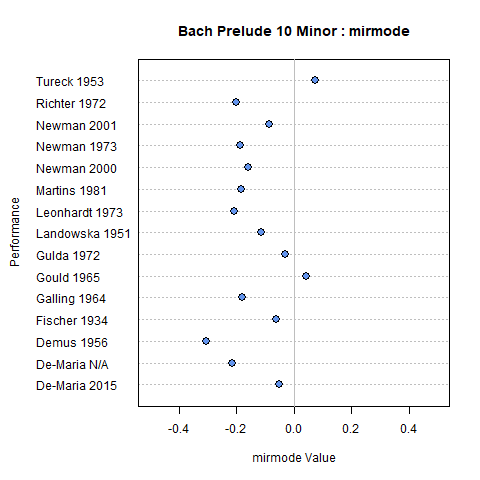 Bach Prelude 10 Minor : mirmode
Tureck 1953
Richter 1972
Newman 2001
Newman 1973
Newman 2000
Martins 1981
Leonhardt 1973
Landowska 1951
Gulda 1972
Gould 1965
Galling 1964
Fischer 1934
Demus 1956
De-Maria N/A
De-Maria 2015
Performance
-0.4 -0.2 0.0 0.2 0.4
mirmode Value